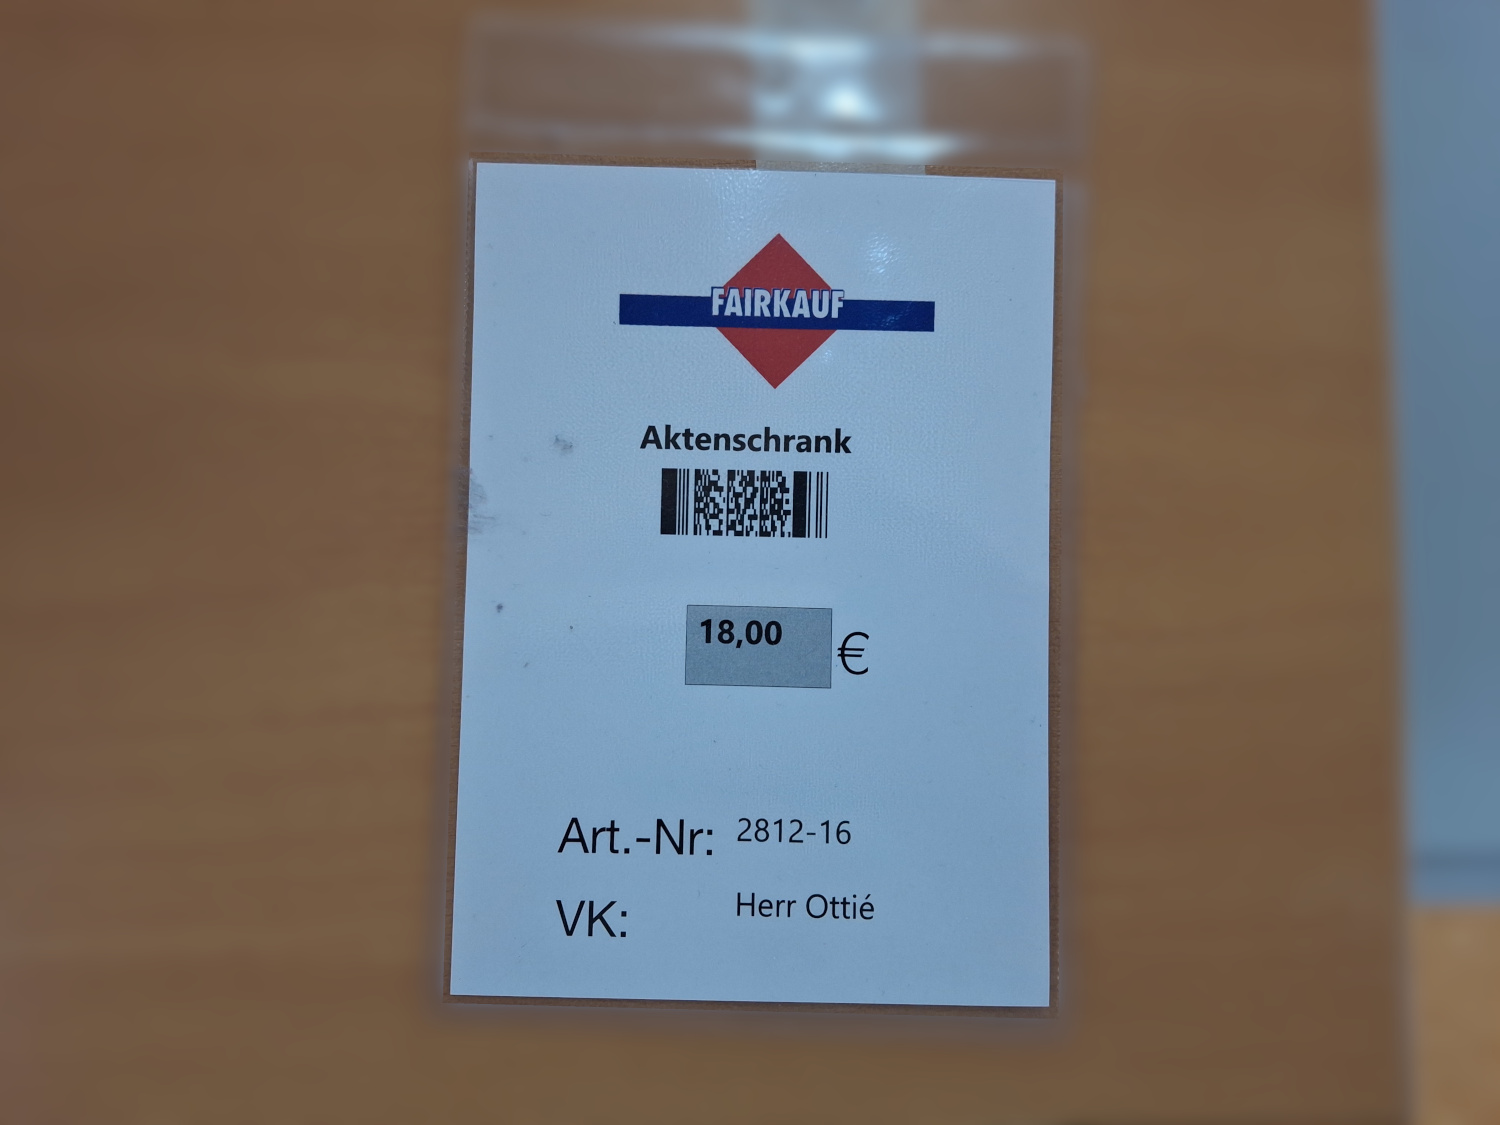 FAIRKAUF
Aktenschrank
18,00 €
Art.-Nr: 2812-16
VK: Herr Ottié